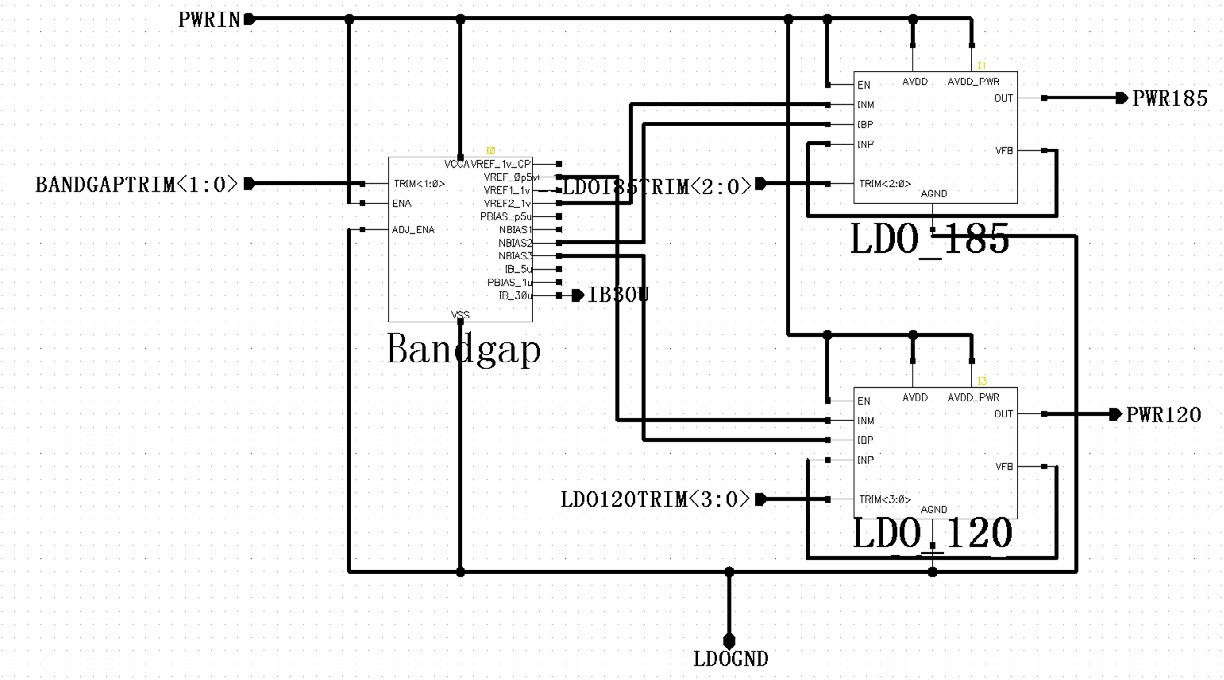 PWRIN
I1
EN
AVDD
AVDD_PWR
OUT
PWR185
INM
IBP
INP
VFB
TRIM<2:0>
AGND
LDO_185
LDO185TRIM<2:0>
BANDGAPTRIM<1:0>
I0
VCCA
VREF_1v_CP
TRIM<1:0>
VREF_0p5v
VREF1_1v
ENA
VREF2_1v
PBIAS_p5u
ADJ_ENA
NBIAS1
NBIAS2
NBIAS3
IB_5u
PBIAS_1u
IB_30u
IB30U
VSS
Bandgap
I3
EN
AVDD
AVDD_PWR
OUT
PWR120
INM
IBP
INP
VFB
LDO120TRIM<3:0>
TRIM<3:0>
AGND
LDO_120
LDOGND